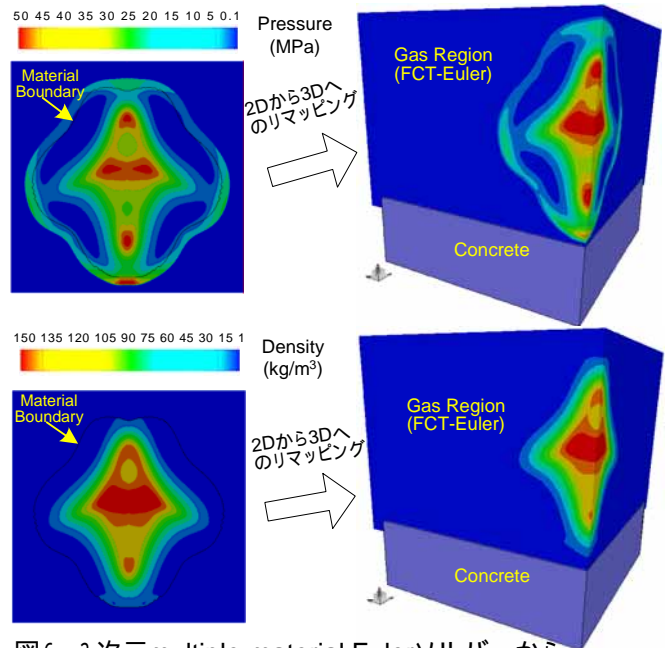 50 45 40 35 30 25 20 15 10 5 0.1
Pressure
(MPa)
Material
Boundary
2Dから3Dへ
のリマッピング
Gas Region
(FCT-Euler)
Concrete
150 135 120 105 90 75 60 45 30 15 1
Density
(kg/m³)
Material
Boundary
2Dから3Dへ
のリマッピング
Gas Region
(FCT-Euler)
Concrete